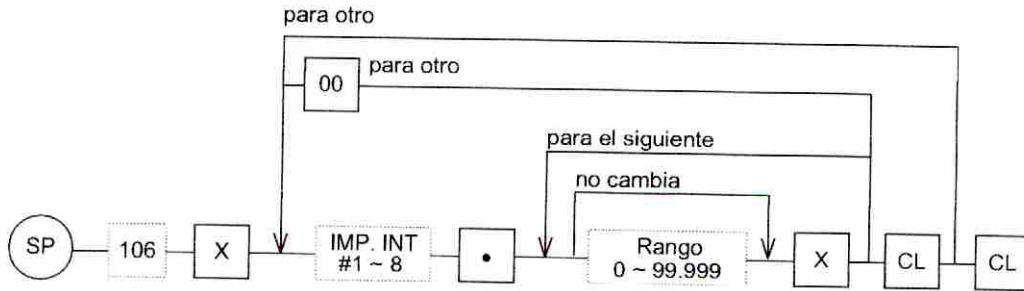 para otro
00
para otro
para el siguiente
no cambia
SP
106
X
IMP. INT
#1 ~ 8
•
Rango
0 ~ 99.999
X
CL
CL